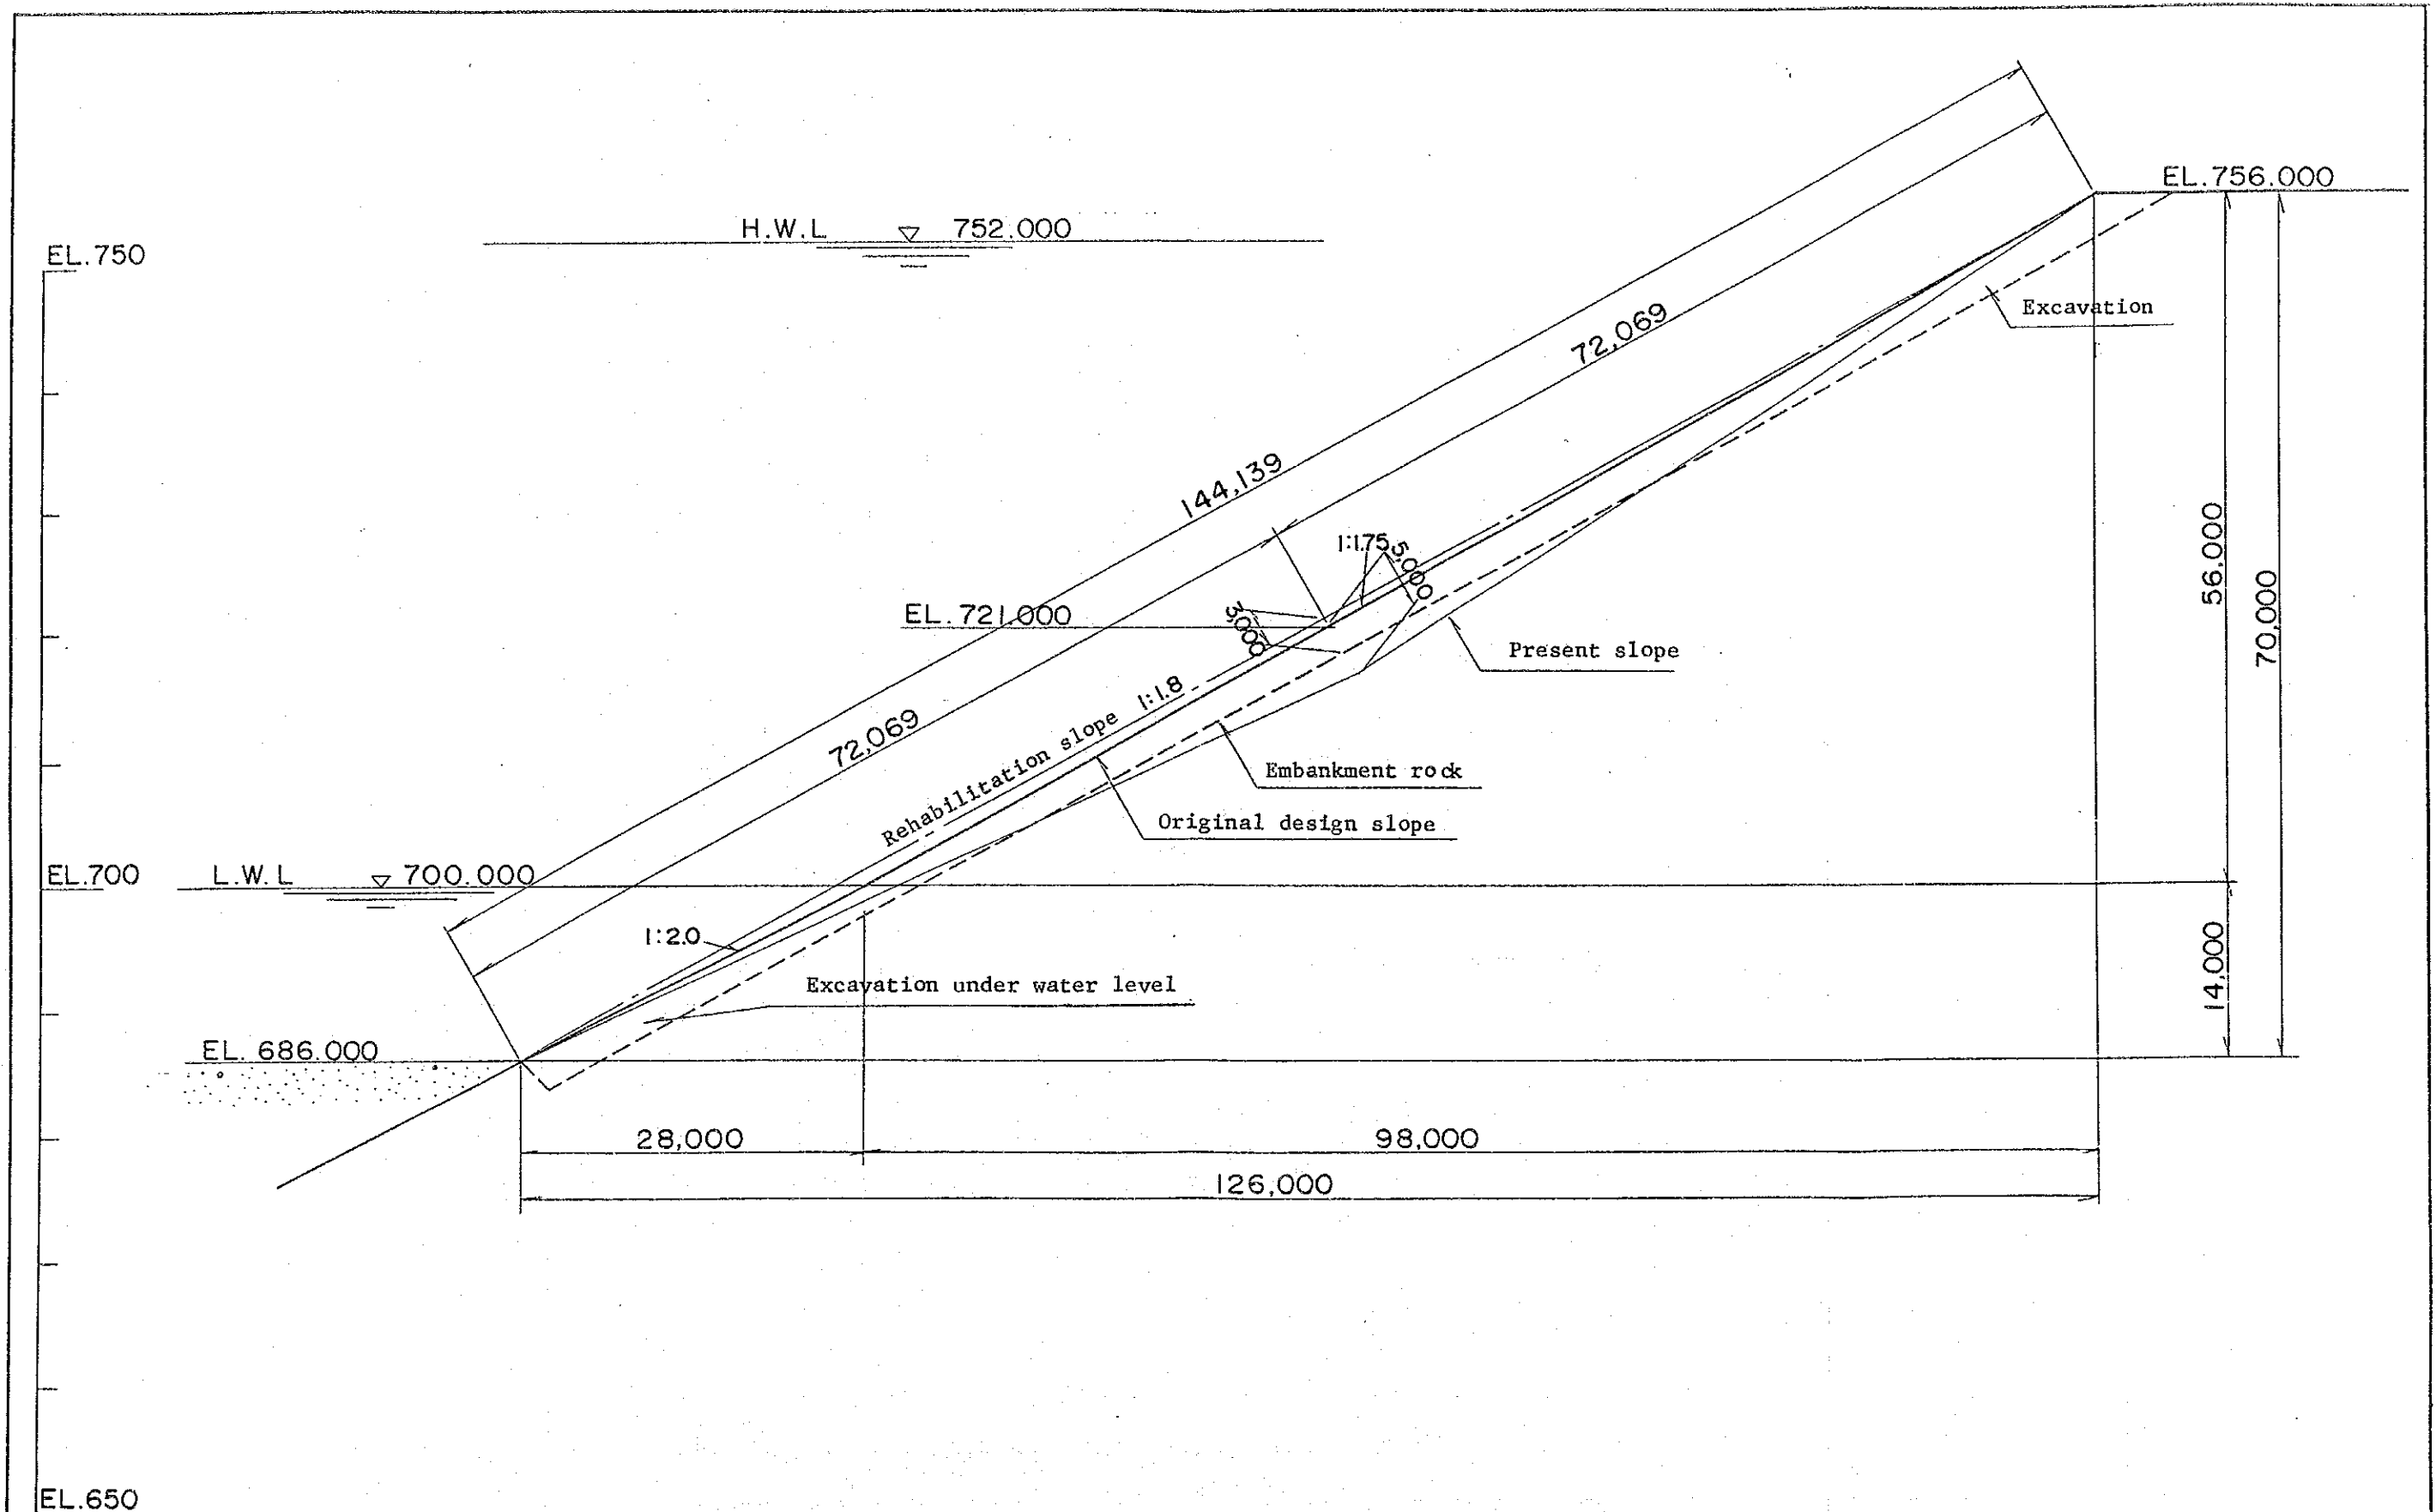 EL.756.000
H.W.L 752.000
EL.750
Excavation
72,069
144,139
1:1.75
5,000
56,000
70,000
EL.721.000
3,000
Present slope
Rehabilitation slope 1:1.8
72,069
Embankment rock
Original design slope
EL.700
L.W.L 700.000
1:2.0
14,000
Excavation under water level
EL. 686.000
28,000
98,000
126,000
EL.650